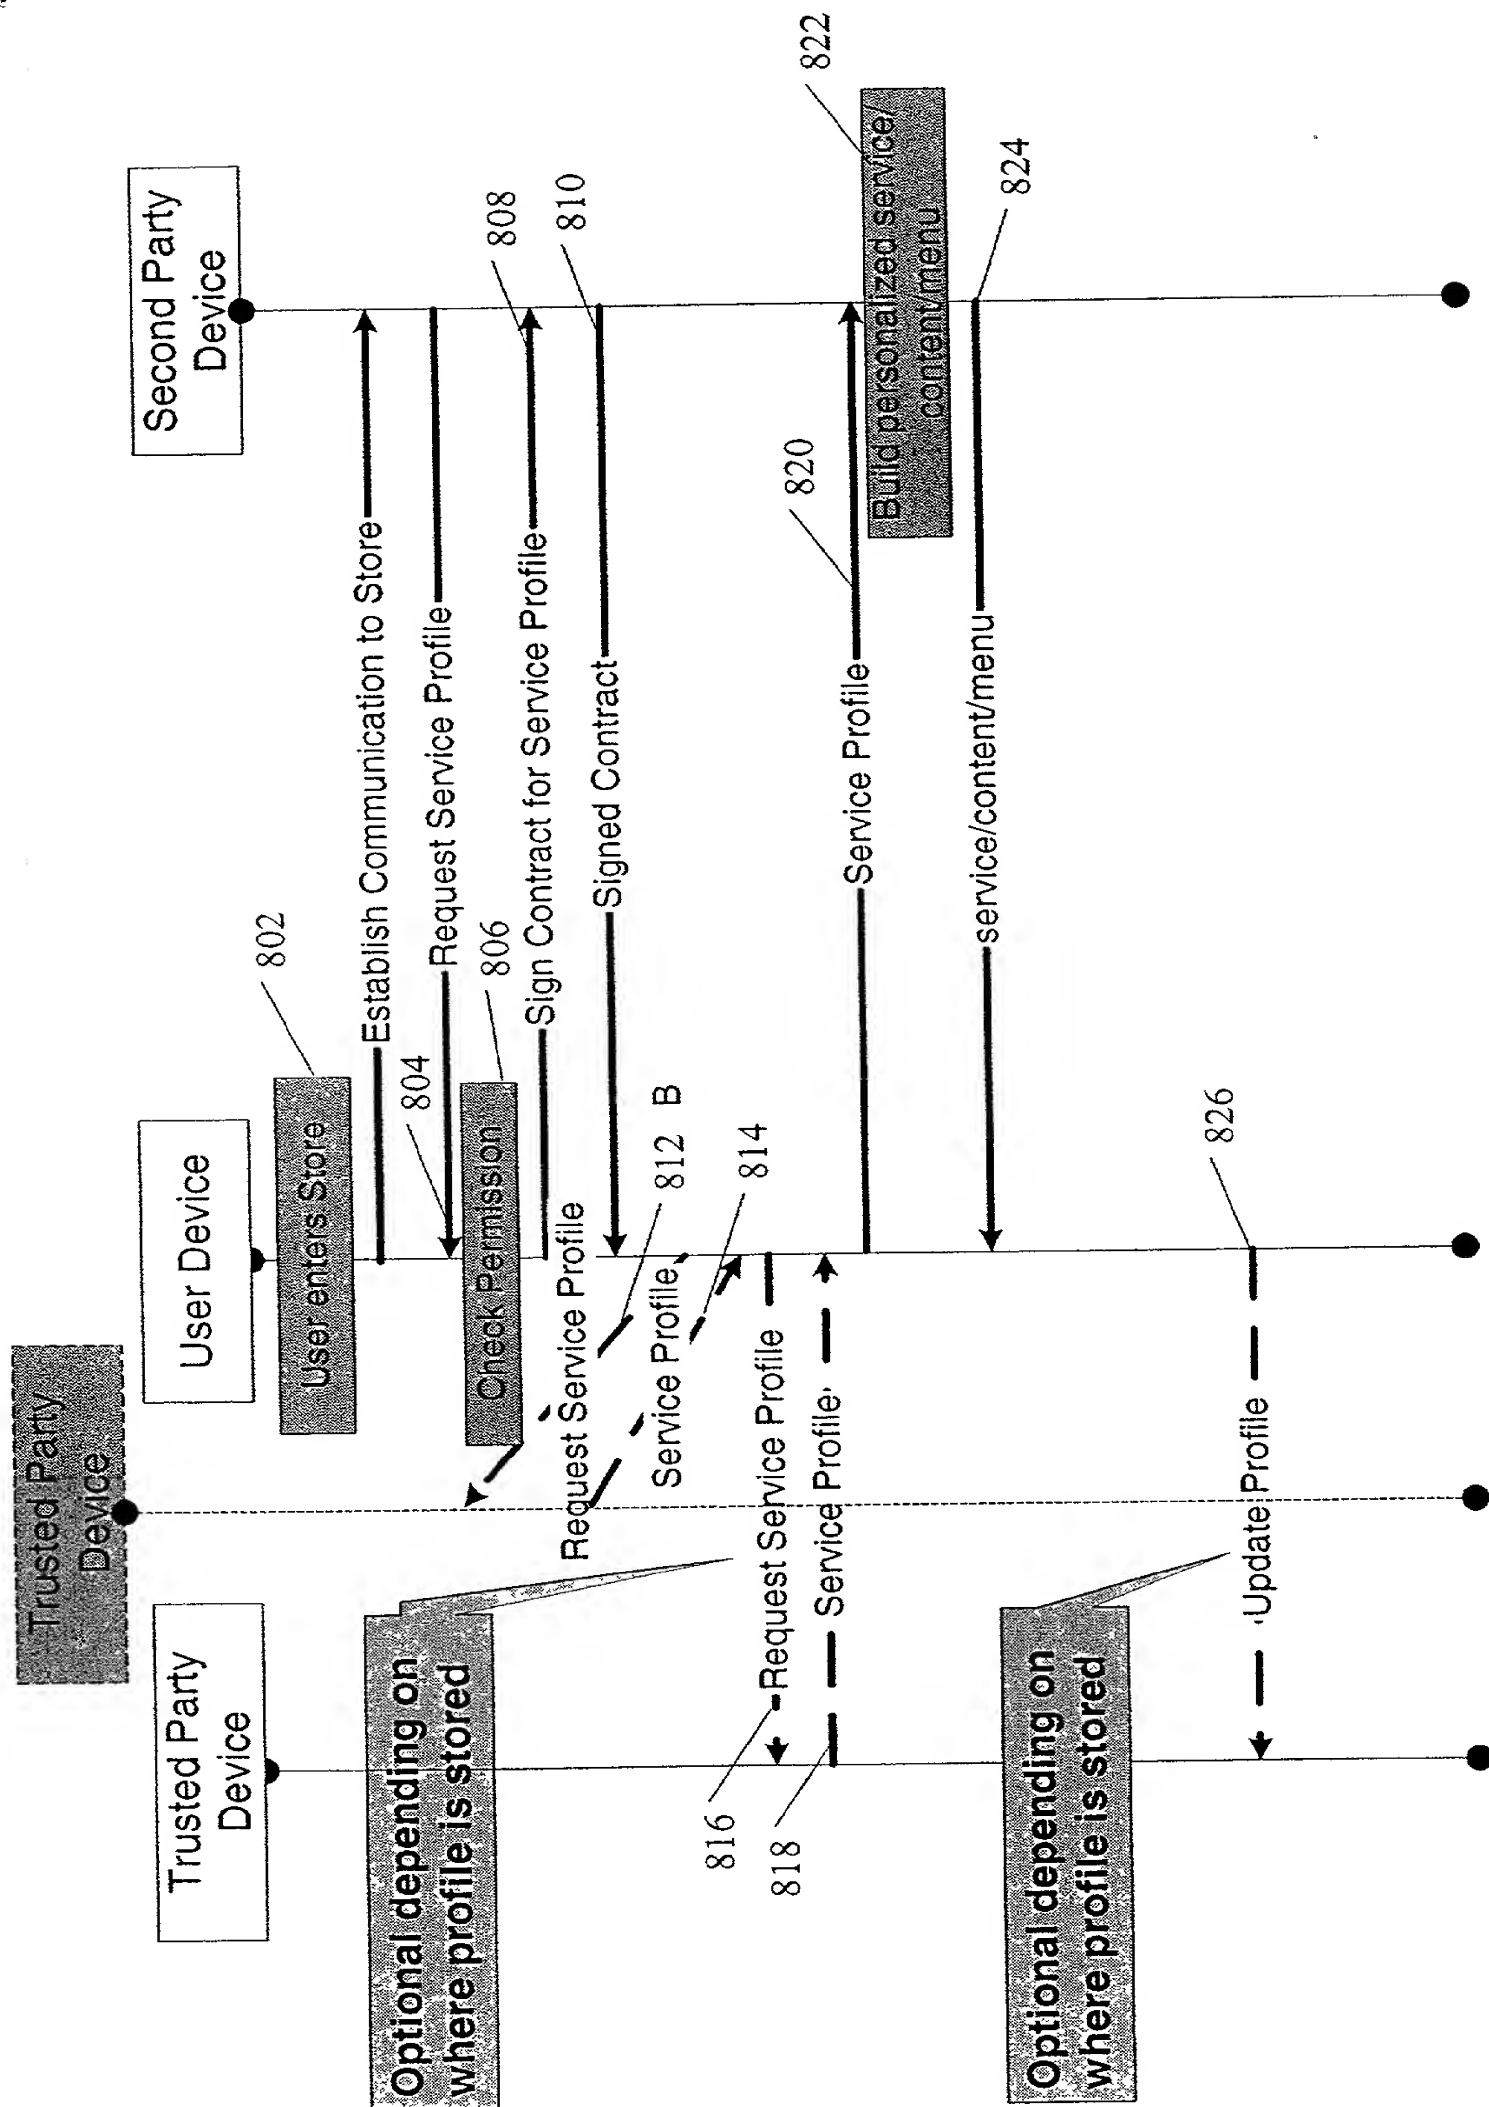 Trusted Party
Device
Trusted Party
Device
User Device
Second Party
Device
User enters Store
802
Establish Communication to Store
Request Service Profile
804
Check Permission
806
Sign Contract for Service Profile
808
Signed Contract
810
Request Service Profile
812 B
Service Profile
814
Optional depending on
where profile is stored
Request Service Profile
816
Service Profile
818
Service Profile
820
Build personalized service/
content/menu
822
service/content/menu
824
Optional depending on
where profile is stored
Update Profile
826